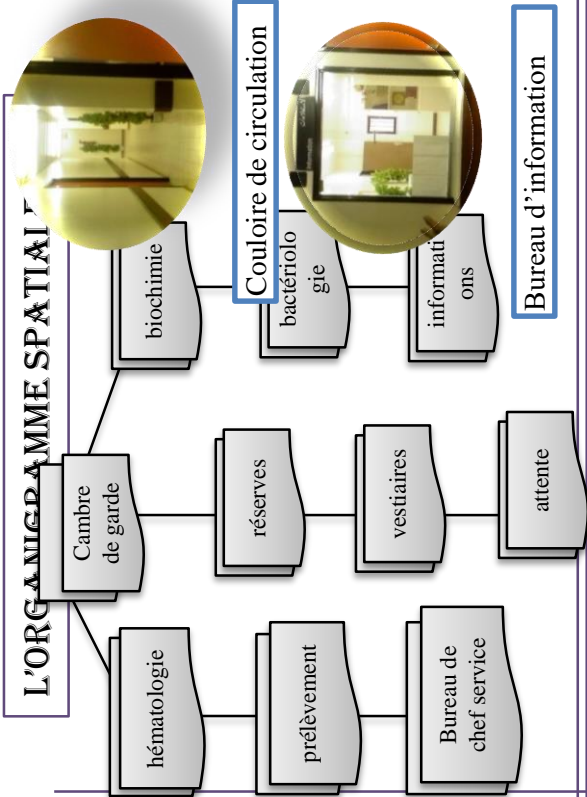 L'ORGANIGRAMME SPATIALE
Cambre
de garde
hématologie
prélèvement
Bureau de
chef service
réserves
vestiaires
attente
biochimie
bactériolo
gie
informati
ons
Couloire de circulation
Bureau d'information